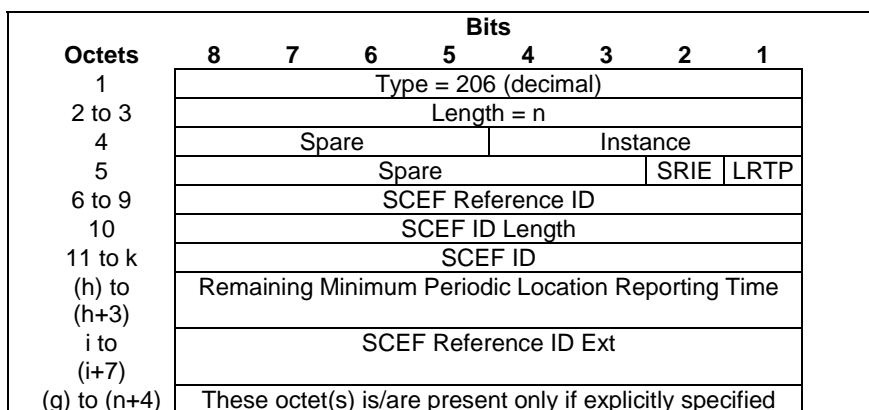 Bits
Octets 8 7 6 5 4 3 2 1
1 Type = 206 (decimal)
2 to 3 Length = n
4 Spare Instance
5 Spare SRIE LRTP
6 to 9 SCEF Reference ID
10 SCEF ID Length
11 to k SCEF ID
(h) to Remaining Minimum Periodic Location Reporting Time
(h+3)
i to SCEF Reference ID Ext
(i+7)
(g) to (n+4) These octet(s) is/are present only if explicitly specified